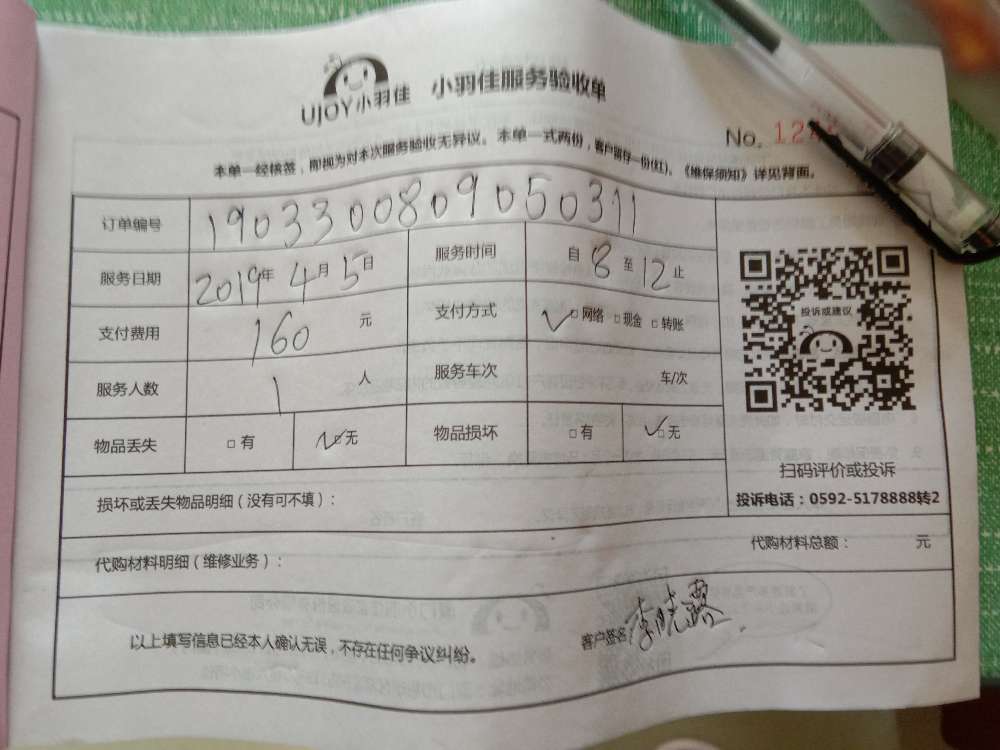 UJOY小羽佳 小羽佳服务验收单
No. 12
本单一经核签，即视为对本次服务验收无异议。本单一式两份，客户留存一份(红)。《维保须知》详见背面。
订单编号 190330080905031 1
服务日期 2019年 4月 5日 服务时间 自 8 至 12 止
支付费用 160 元 支付方式 ✓□网络 □现金 □转账
服务人数 1 人 服务车次 车/次
物品丢失 □有 ✓□无 物品损坏 □有 ✓□无
投诉或建议
扫码评价或投诉
投诉电话：0592-5178888转2
损坏或丢失物品明细（没有可不填）：
代购材料明细（维修业务）： 代购材料总额： 元
以上填写信息已经本人确认无误，不存在任何争议纠纷。 客户签名 李晓露